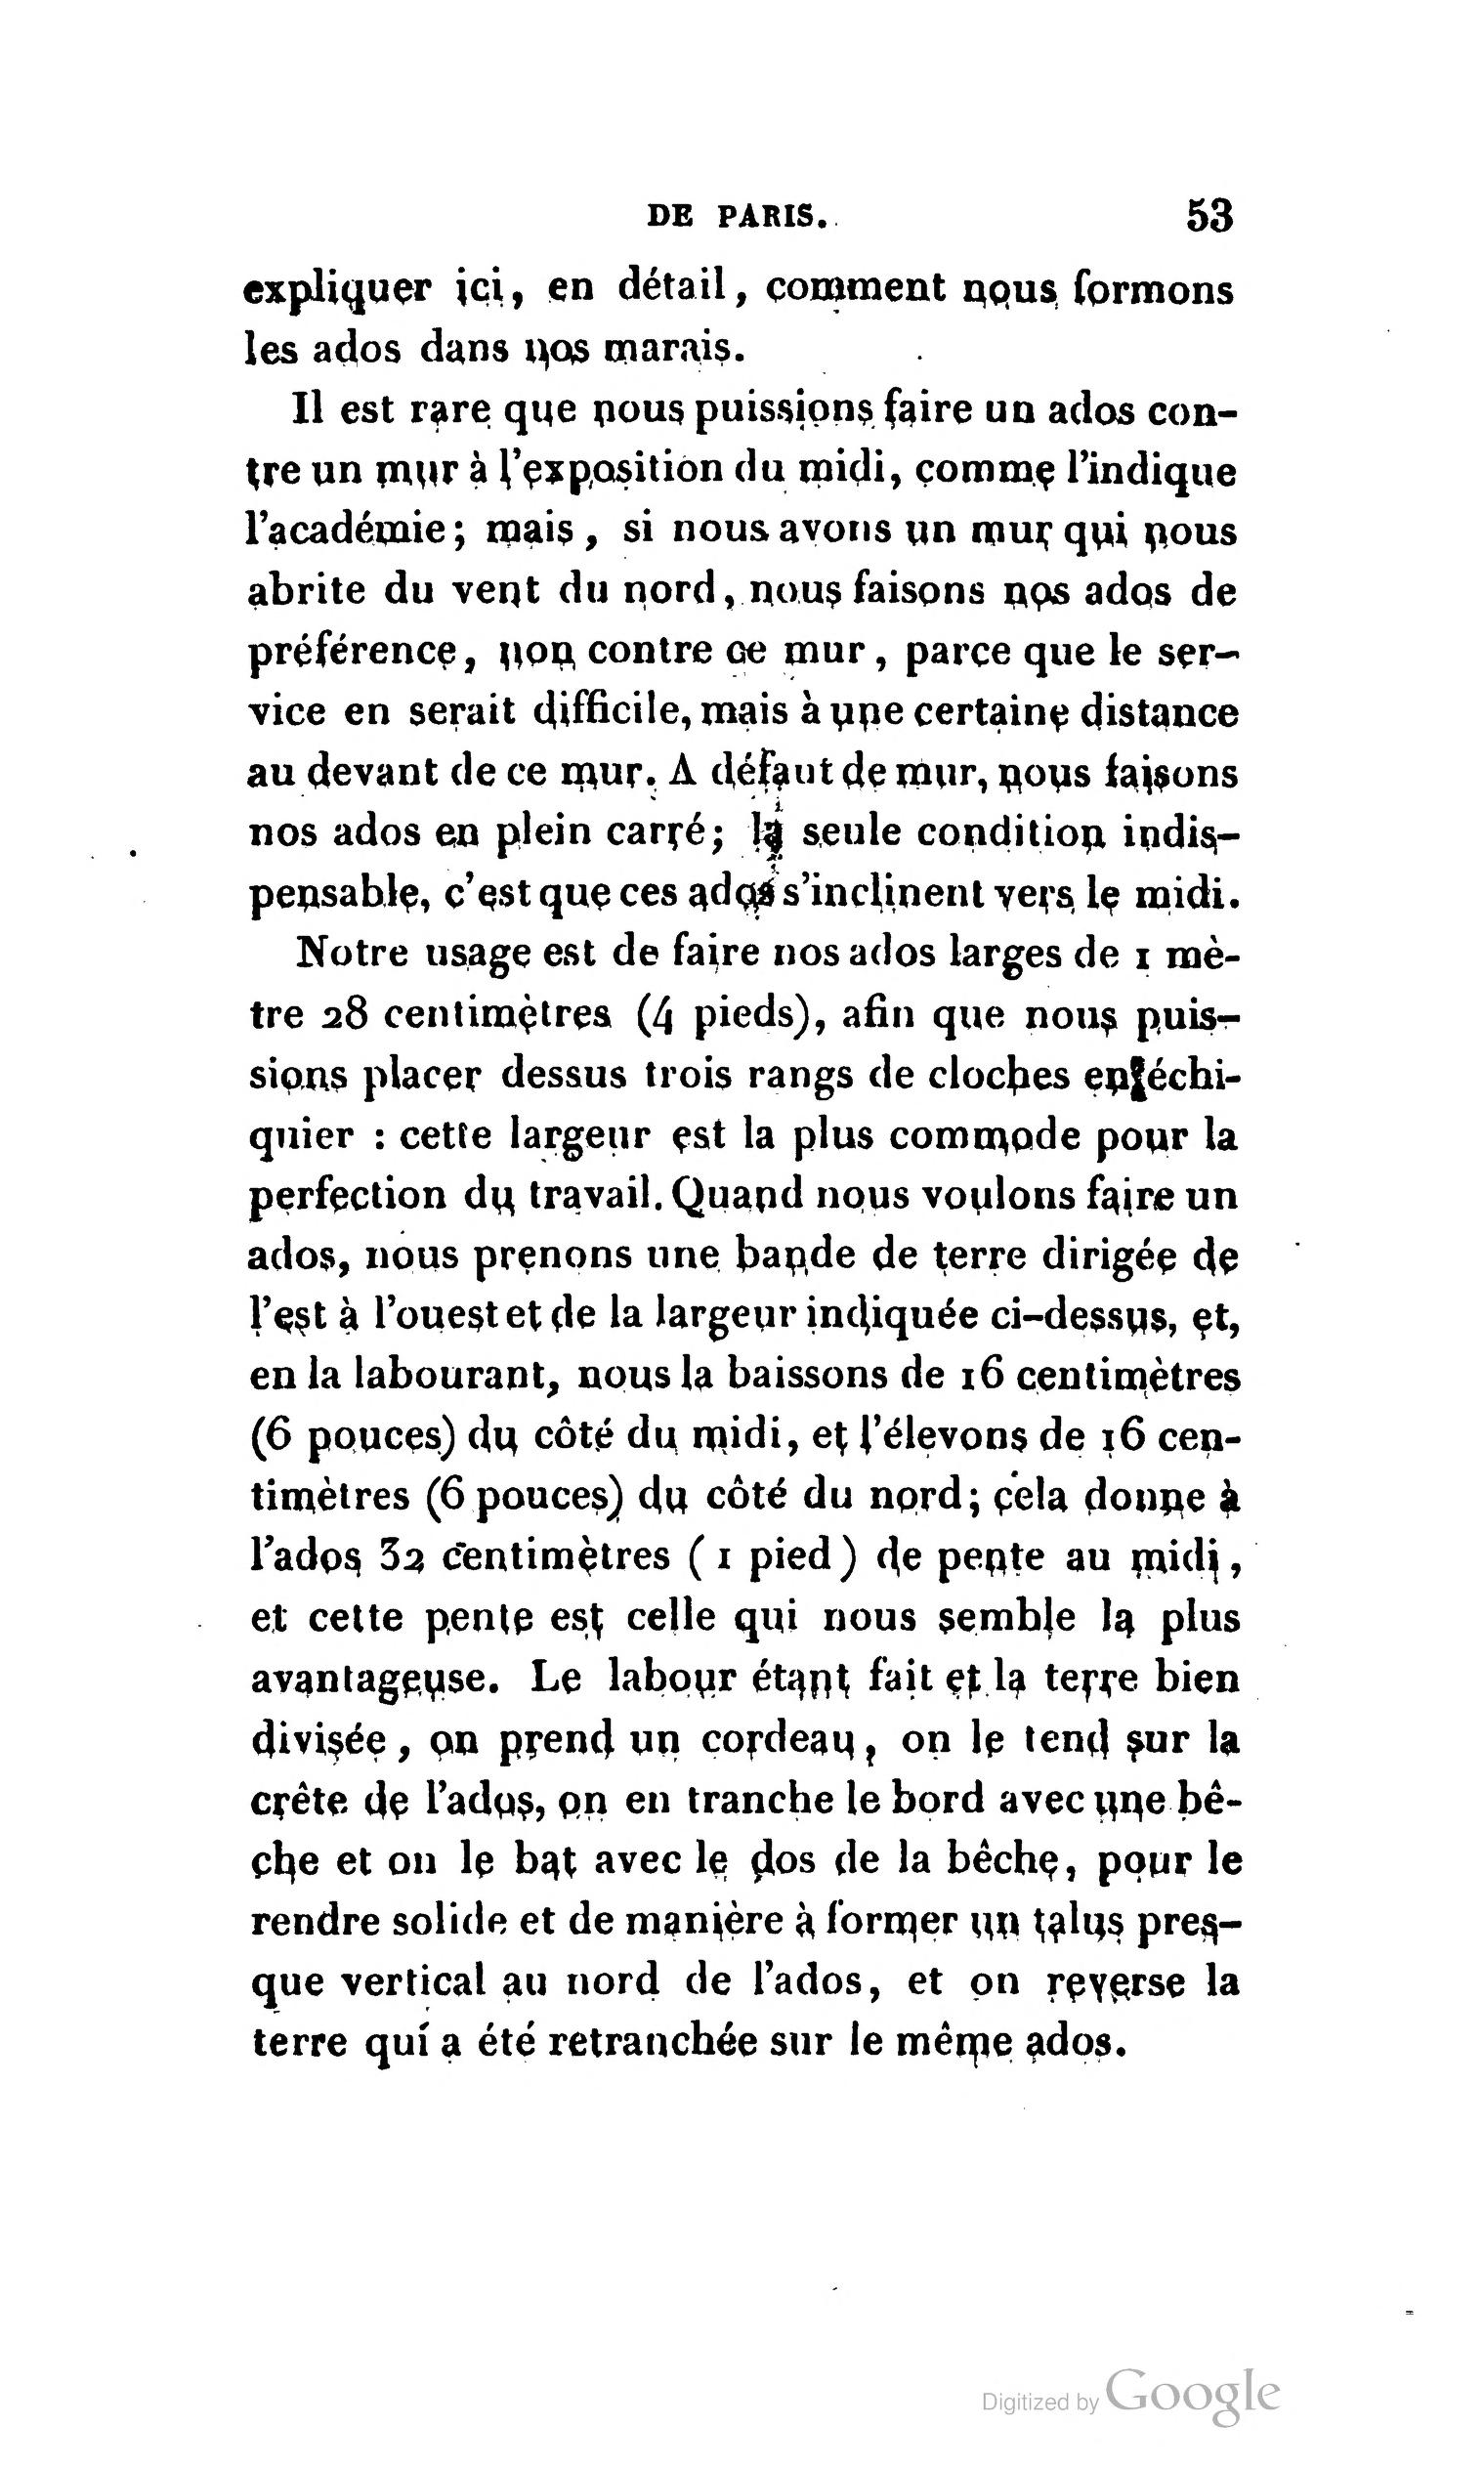 DE PARIS. 53
expliquer ici, en détail, comment nous formons
les ados dans nos marais.
Il est rare que nous puissions faire un ados con-
tre un mur à l'exposition du midi, comme l'indique
l'académie; mais, si nous avons un mur qui nous
abrite du vent du nord, nous faisons nos ados de
préférence, non contre ce mur, parce que le ser-
vice en serait difficile, mais à une certaine distance
au devant de ce mur. A défaut de mur, nous faisons
nos ados en plein carré; la seule condition indis-
pensable, c'est que ces ados s'inclinent vers le midi.
Notre usage est de faire nos ados larges de 1 mè-
tre 28 centimètres (4 pieds), afin que nous puis-
sions placer dessus trois rangs de cloches en échi-
quier : cette largeur est la plus commode pour la
perfection du travail. Quand nous voulons faire un
ados, nous prenons une bande de terre dirigée de
l'est à l'ouest et de la largeur indiquée ci-dessus, et,
en la labourant, nous la baissons de 16 centimètres
(6 pouces) du côté du midi, et l'élevons de 16 cen-
timètres (6 pouces) du côté du nord; cela donne à
l'ados 32 centimètres (1 pied) de pente au midi,
et cette pente est celle qui nous semble la plus
avantageuse. Le labour étant fait et la terre bien
divisée, on prend un cordeau, on le tend sur la
crête de l'ados, on en tranche le bord avec une bê-
che et on le bat avec le dos de la bêche, pour le
rendre solide et de manière à former un talus pres-
que vertical au nord de l'ados, et on reverse la
terre qui a été retranchée sur le même ados.
Digitized by Google